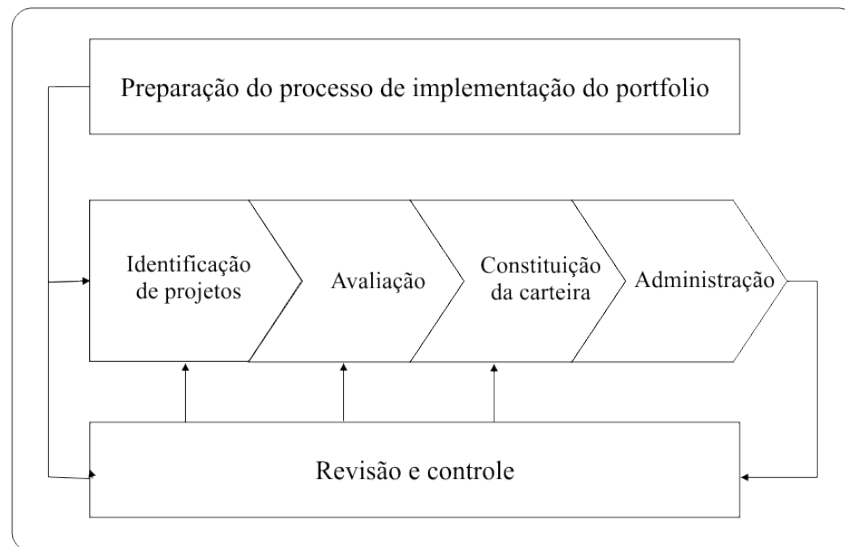 Preparação do processo de implementação do portfolio
Identificação
de projetos
Avaliação
Constituição
da carteira
Administração
Revisão e controle